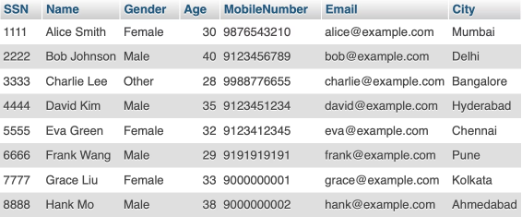 SSN Name Gender Age MobileNumber Email City
1111 Alice Smith Female 30 9876543210 alice@example.com Mumbai
2222 Bob Johnson Male 40 9123456789 bob@example.com Delhi
3333 Charlie Lee Other 28 9988776655 charlie@example.com Bangalore
4444 David Kim Male 35 9123451234 david@example.com Hyderabad
5555 Eva Green Female 32 9123412345 eva@example.com Chennai
6666 Frank Wang Male 29 9191919191 frank@example.com Pune
7777 Grace Liu Female 33 9000000001 grace@example.com Kolkata
8888 Hank Mo Male 38 9000000002 hank@example.com Ahmedabad